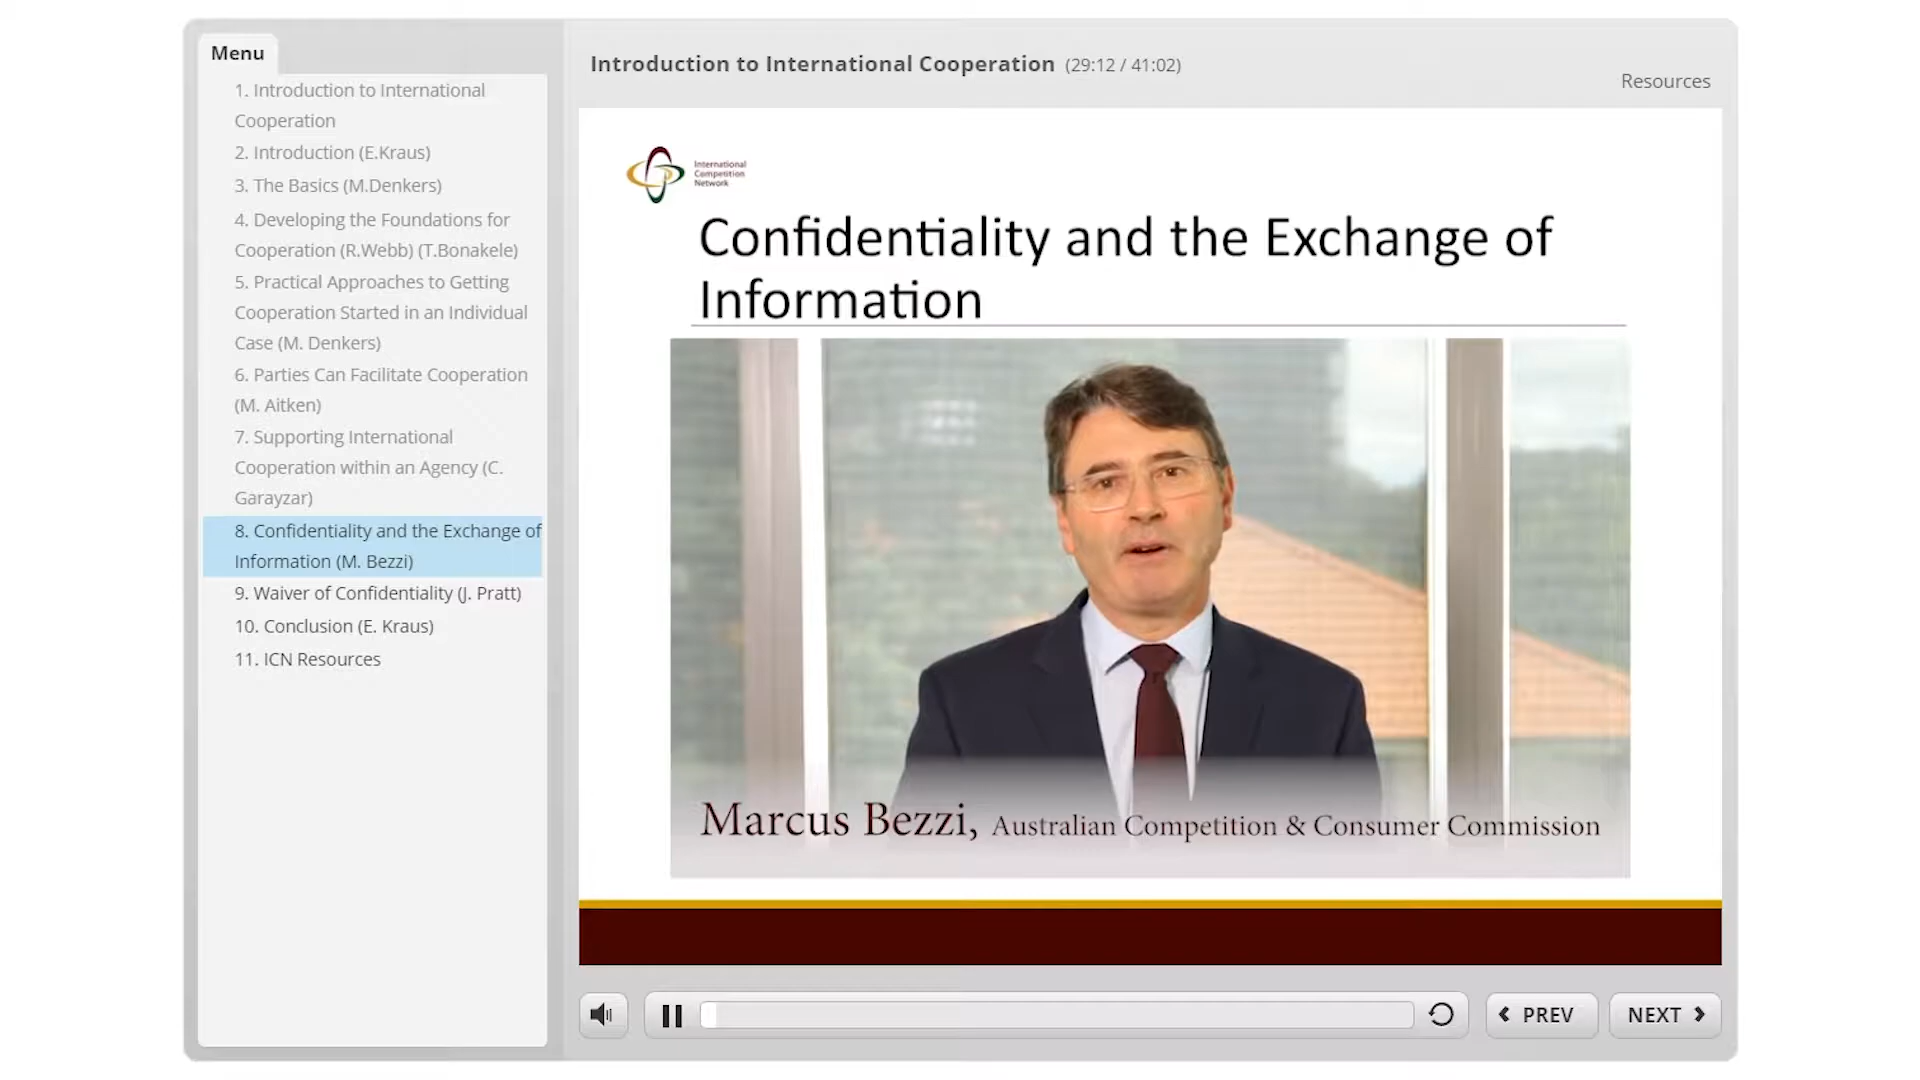 Menu
1. Introduction to International
Cooperation
2. Introduction (E.Kraus)
3. The Basics (M.Denkers)
4. Developing the Foundations for
Cooperation (R.Webb) (T.Bonakele)
5. Practical Approaches to Getting
Cooperation Started in an Individual
Case (M. Denkers)
6. Parties Can Facilitate Cooperation
(M. Aitken)
7. Supporting International
Cooperation within an Agency (C.
Garayzar)
8. Confidentiality and the Exchange of
Information (M. Bezzi)
9. Waiver of Confidentiality (J. Pratt)
10. Conclusion (E. Kraus)
11. ICN Resources
Introduction to International Cooperation (29:12 / 41:02)
Resources
International
Competition
Network
Confidentiality and the Exchange of
Information
Marcus Bezzi, Australian Competition & Consumer Commission
PREV
NEXT